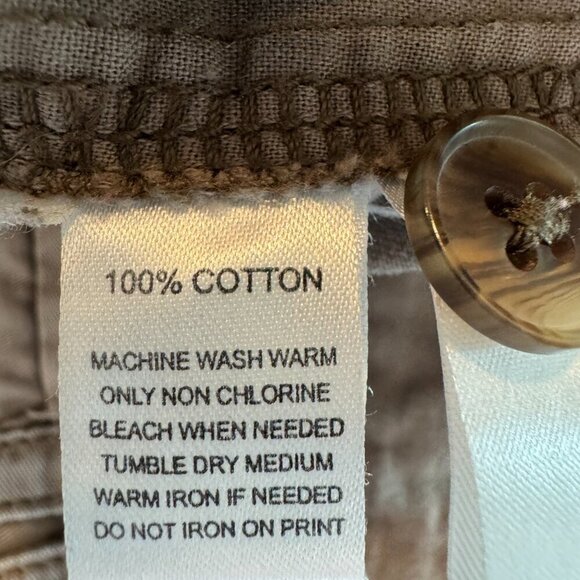 100% COTTON
MACHINE WASH WARM
ONLY NON CHLORINE
BLEACH WHEN NEEDED
TUMBLE DRY MEDIUM
WARM IRON IF NEEDED
DO NOT IRON ON PRINT